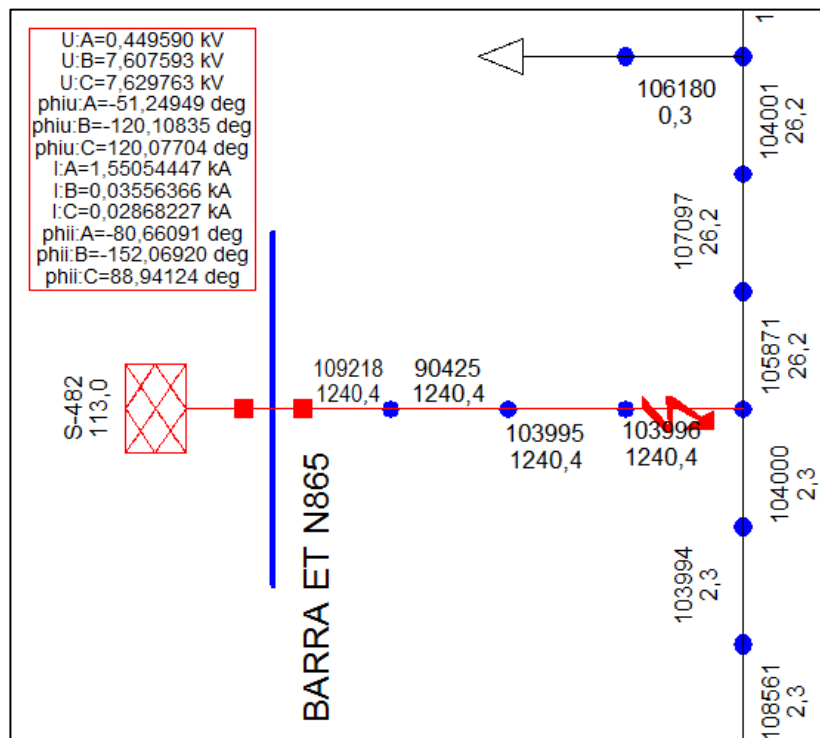 U:A=0,449590 kV
U:B=7,607593 kV
U:C=7,629763 kV
phiu:A=-51,24949 deg
phiu:B=-120,10835 deg
phiu:C=120,07704 deg
I:A=1,55054447 kA
I:B=0,03556366 kA
I:C=0,02868227 kA
phii:A=-80,66091 deg
phii:B=-152,06920 deg
phii:C=88,94124 deg
1
106180
0,3
104001
26,2
107097
26,2
105871
26,2
S-482
113,0
BARRA ET N865
109218
1240,4
90425
1240,4
103995
1240,4
103996
1240,4
104000
2,3
103994
2,3
108561
2,3